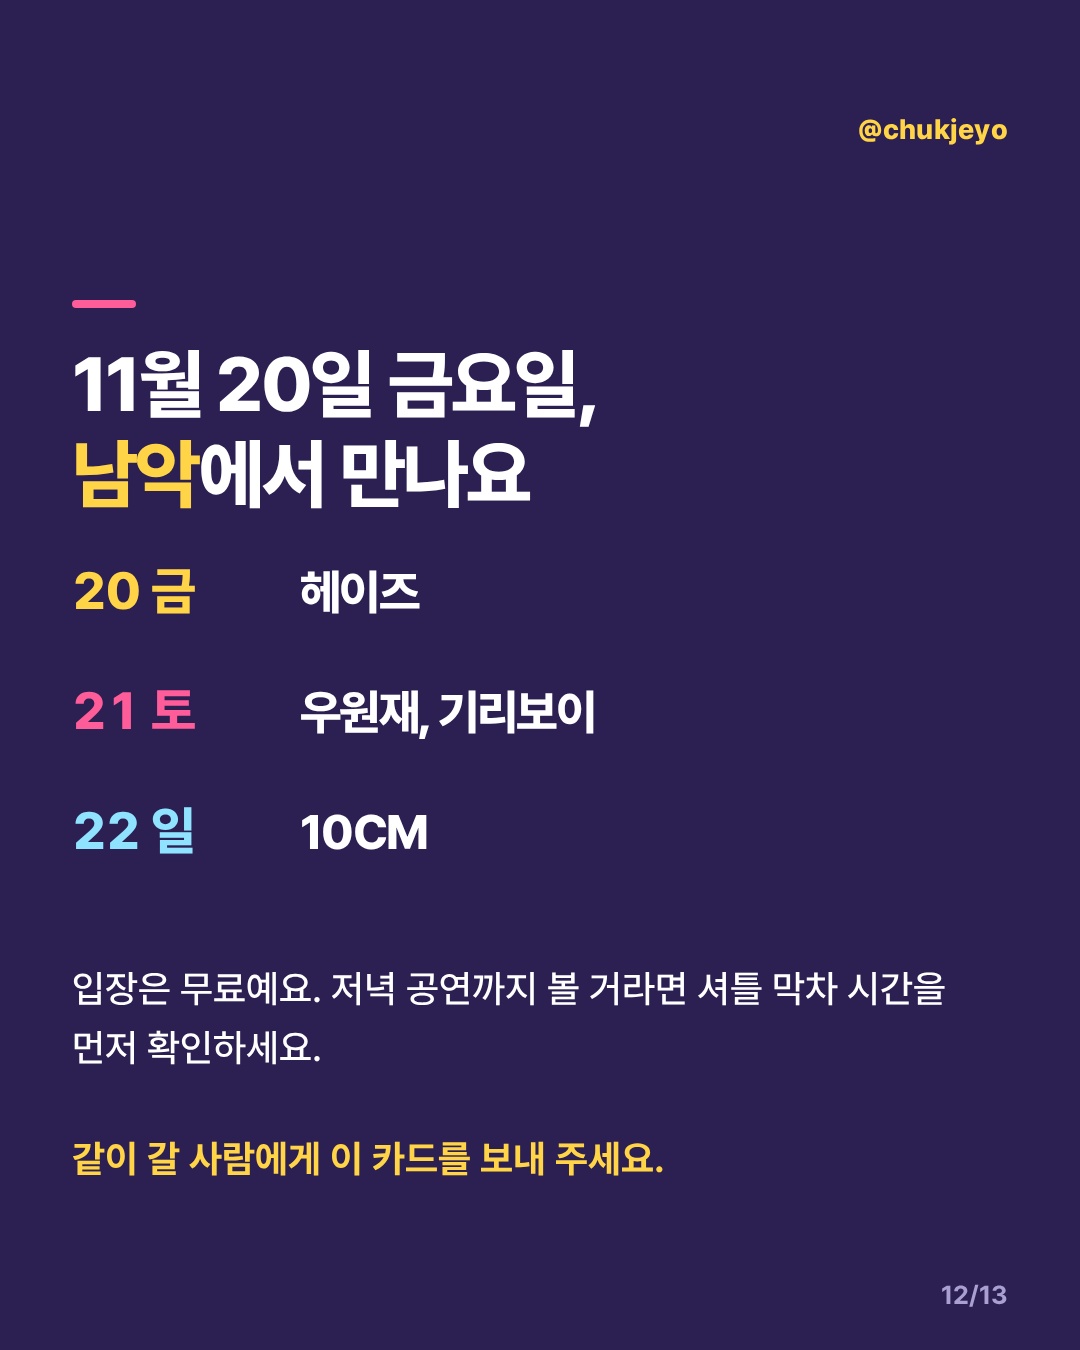 @chukjeyo
11월 20일 금요일,
남악에서 만나요
20 금 헤이즈
21 토 우원재, 기리보이
22 일 10CM
입장은 무료예요. 저녁 공연까지 볼 거라면 셔틀 막차 시간을
먼저 확인하세요.
같이 갈 사람에게 이 카드를 보내 주세요.
12/13